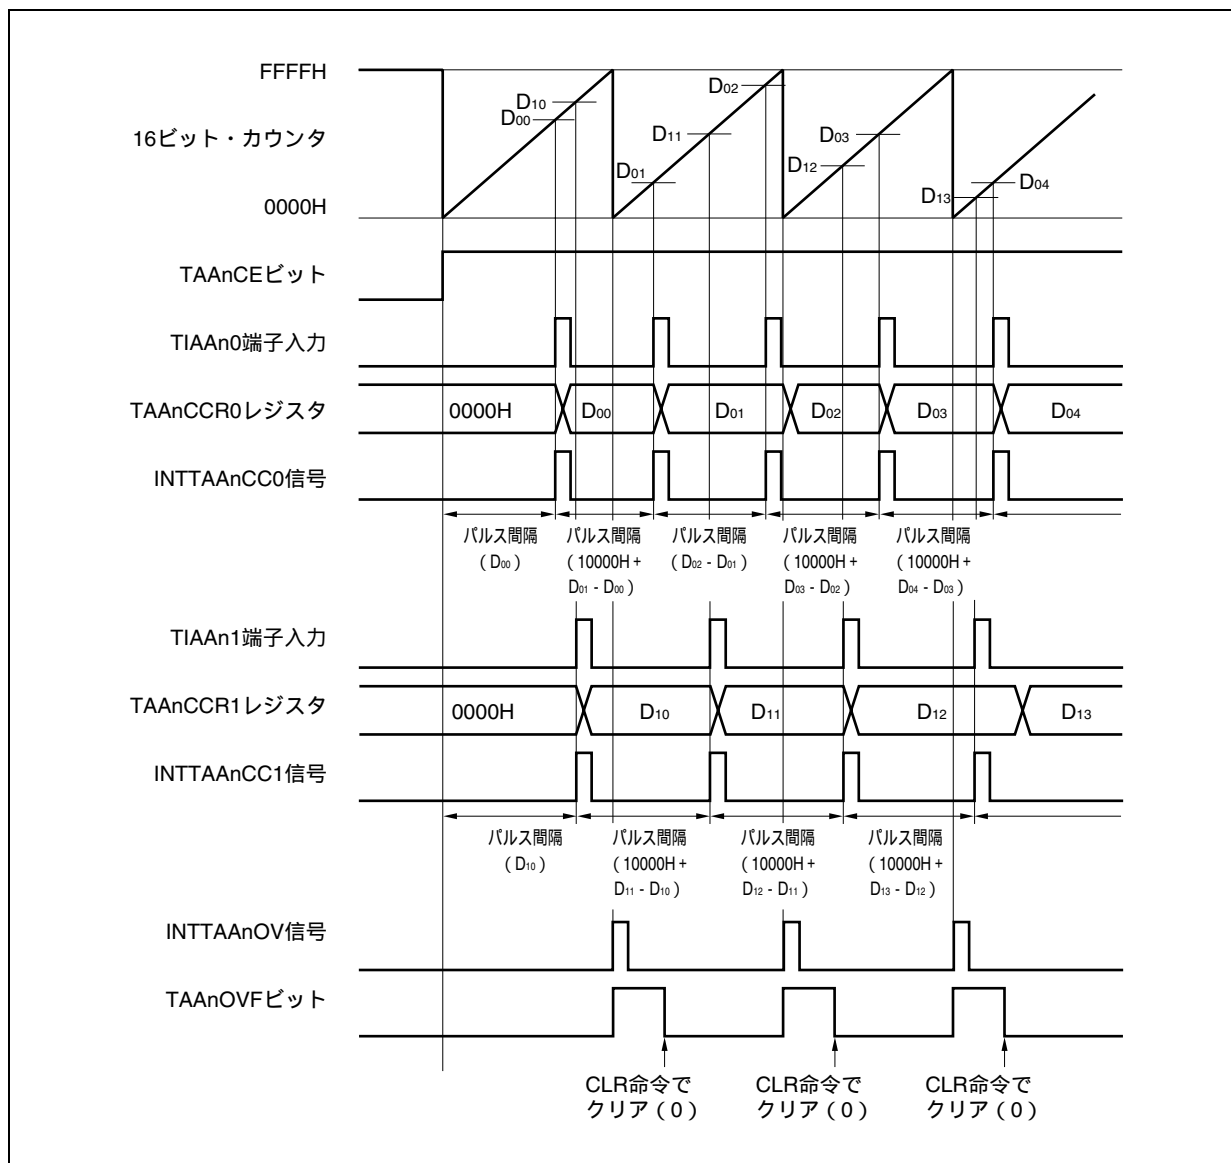 FFFFH
D10
D00
D02
16ビット・カウンタ
D11
D03
D01
D12
D13
D04
0000H
TAAnCEビット
TIAAn0端子入力
TAAnCCR0レジスタ
0000H
D00
D01
D02
D03
D04
INTTAAnCC0信号
パルス間隔
(D00)
パルス間隔
(10000H +
D01 - D00)
パルス間隔
(D02 - D01)
パルス間隔
(10000H +
D03 - D02)
パルス間隔
(10000H +
D04 - D03)
TIAAn1端子入力
TAAnCCR1レジスタ
0000H
D10
D11
D12
D13
INTTAAnCC1信号
パルス間隔
(D10)
パルス間隔
(10000H +
D11 - D10)
パルス間隔
(10000H +
D12 - D11)
パルス間隔
(10000H +
D13 - D12)
INTTAAnOV信号
TAAnOVFビット
CLR命令で
クリア(0)
CLR命令で
クリア(0)
CLR命令で
クリア(0)